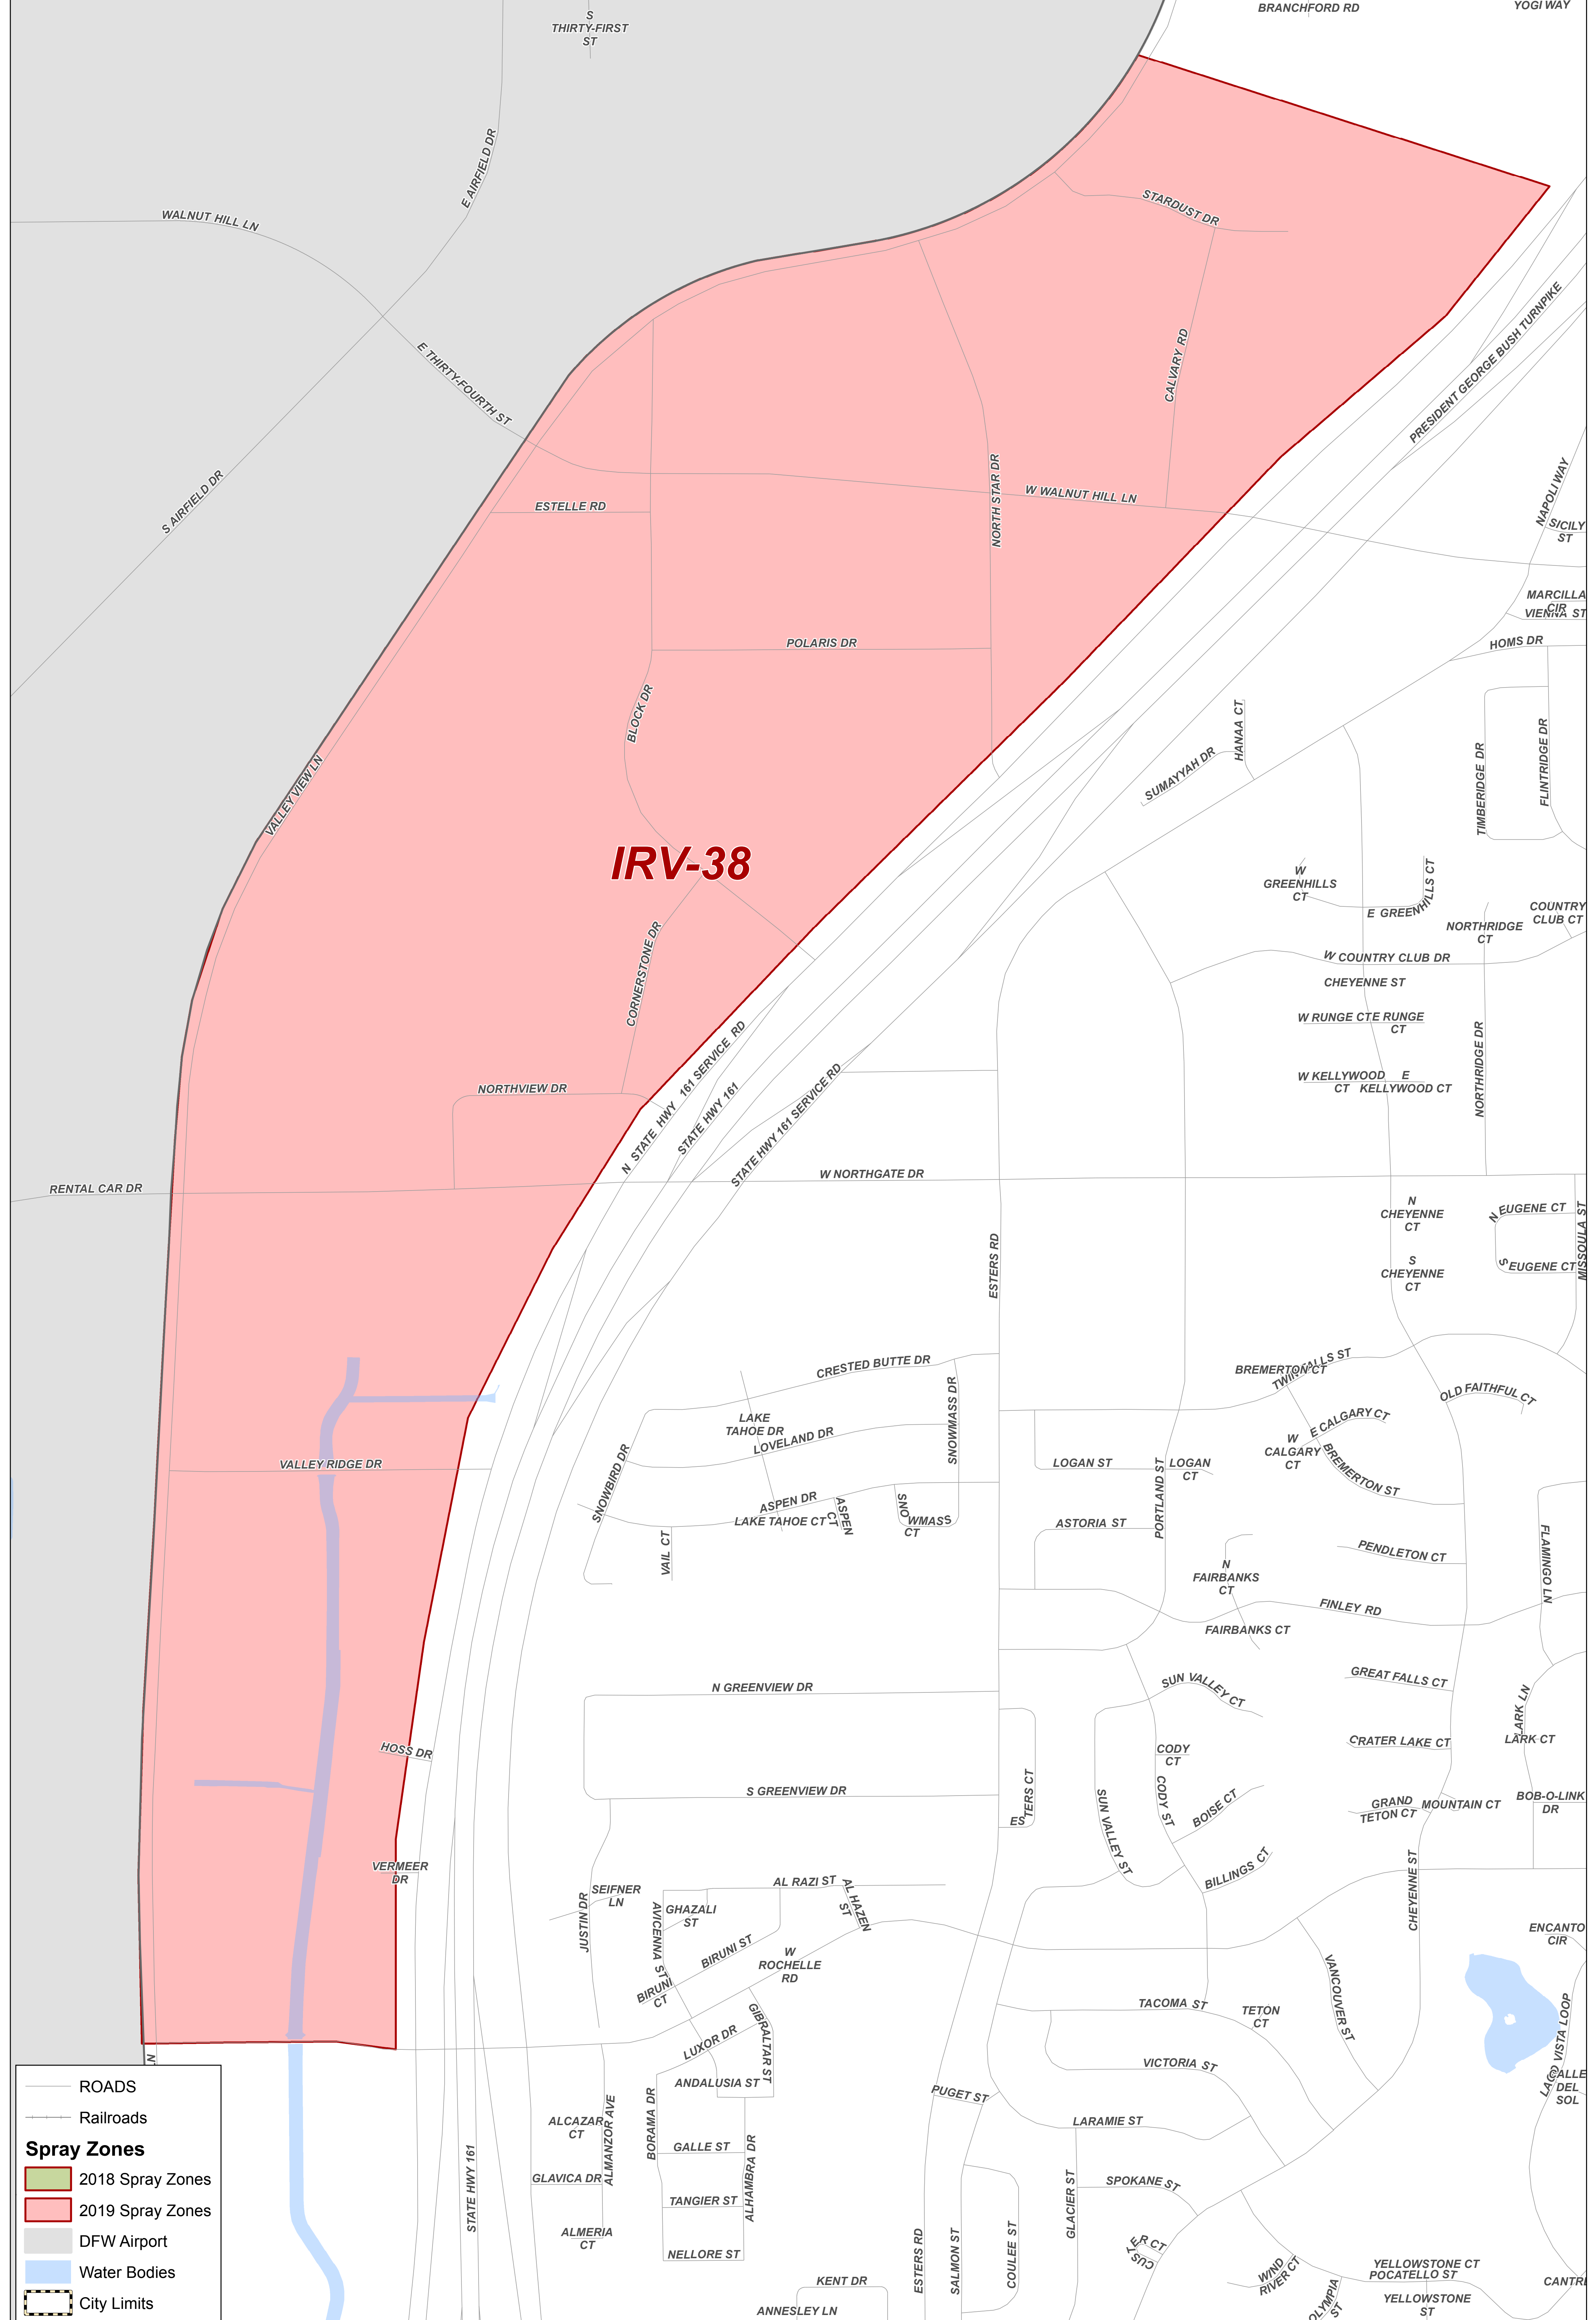 BRANCHFORD RD
YOGI WAY
S
THIRTY-FIRST
ST
E AIRFIELD DR
WALNUT HILL LN
STARDUST DR
E THIRTY-FOURTH ST
CALVARY RD
PRESIDENT GEORGE BUSH TURNPIKE
S AIRFIELD DR
ESTELLE RD
NORTH STAR DR
W WALNUT HILL LN
NAPOLI WAY
SICILY
ST
MARCILLA
CIR
VIENNA ST
HOMS DR
POLARIS DR
BLOCK DR
VALLEY VIEW LN
HANAA CT
SUMAYYAH DR
TIMBERIDGE DR
FLINTRIDGE DR
IRV-38
W
GREENHILLS
CT
E GREENHILLS CT
NORTHRIDGE
CT
COUNTRY
CLUB CT
CORNERSTONE DR
W COUNTRY CLUB DR
CHEYENNE ST
W RUNGE CT
E RUNGE
CT
NORTHRIDGE DR
W KELLYWOOD
CT
E
KELLYWOOD CT
NORTHVIEW DR
N STATE HWY 161 SERVICE RD
STATE HWY 161
STATE HWY 161 SERVICE RD
RENTAL CAR DR
W NORTHGATE DR
N
CHEYENNE
CT
N EUGENE CT
MISSOULA ST
S
CHEYENNE
CT
S EUGENE CT
ESTERS RD
CRESTED BUTTE DR
BREMERTON CT
TWIN FALLS ST
OLD FAITHFUL CT
SNOWMASS DR
LAKE
TAHOE DR
LOVELAND DR
E CALGARY CT
W
CALGARY
CT
BREMERTON ST
VALLEY RIDGE DR
SNOWBIRD DR
LOGAN ST
LOGAN
CT
PORTLAND ST
ASPEN DR
LAKE TAHOE CT
ASPEN
CT
SNOWMASS
CT
ASTORIA ST
VAIL CT
PENDLETON CT
FLAMINGO LN
N
FAIRBANKS
CT
FINLEY RD
FAIRBANKS CT
GREAT FALLS CT
SUN VALLEY CT
N GREENVIEW DR
LARK LN
HOSS DR
CODY
CT
CRATER LAKE CT
LARK CT
S GREENVIEW DR
ESTERS CT
SUN VALLEY ST
CODY ST
BOISE CT
GRAND
TETON CT
MOUNTAIN CT
BOB-O-LINK
DR
VERMEER
DR
BILLINGS CT
CHEYENNE ST
SEIFNER
LN
JUSTIN DR
AL RAZI ST
AL HAZEN
ST
GHAZALI
ST
AVICENNA ST
BIRUNI ST
BIRUNI
CT
W
ROCHELLE
RD
ENCANTO
CIR
VANCOUVER ST
TACOMA ST
TETON
CT
GIBRALTAR ST
LUXOR DR
LAGO VISTA LOOP
LN
ANDALUSIA ST
VICTORIA ST
CALLE
DEL
SOL
PUGET ST
ALCAZAR
CT
ALMANZOR AVE
BORAMA DR
LARAMIE ST
GALLE ST
ALHAMBRA DR
GLAVICA DR
SPOKANE ST
TANGIER ST
GLACIER ST
STATE HWY 161
ALMERIA
CT
NELLORE ST
ESTERS RD
SALMON ST
COULEE ST
CUSTER CT
WIND
RIVER CT
YELLOWSTONE CT
POCATELLO ST
KENT DR
OLYMPIA
ST
YELLOWSTONE
ST
ANNESLEY LN
ROADS
Railroads
Spray Zones
2018 Spray Zones
2019 Spray Zones
DFW Airport
Water Bodies
City Limits